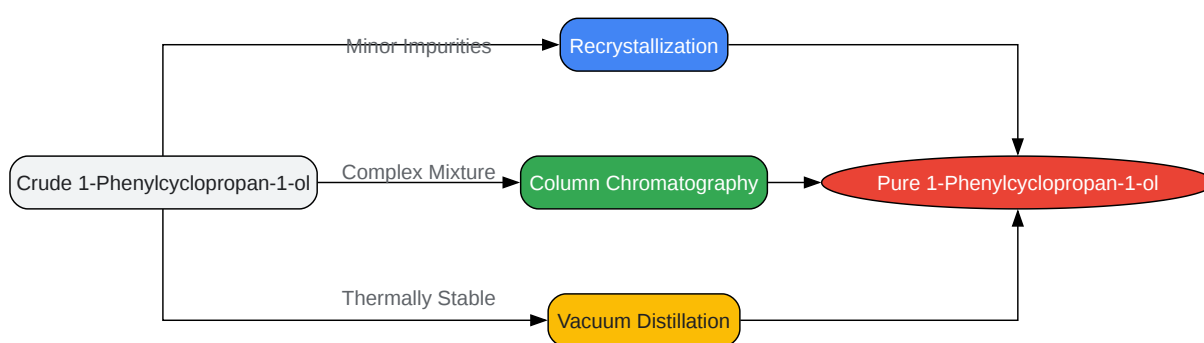 Minor Impurities
Recrystallization
Crude 1-Phenylcyclopropan-1-ol
Complex Mixture
Column Chromatography
Pure 1-Phenylcyclopropan-1-ol
Thermally Stable
Vacuum Distillation